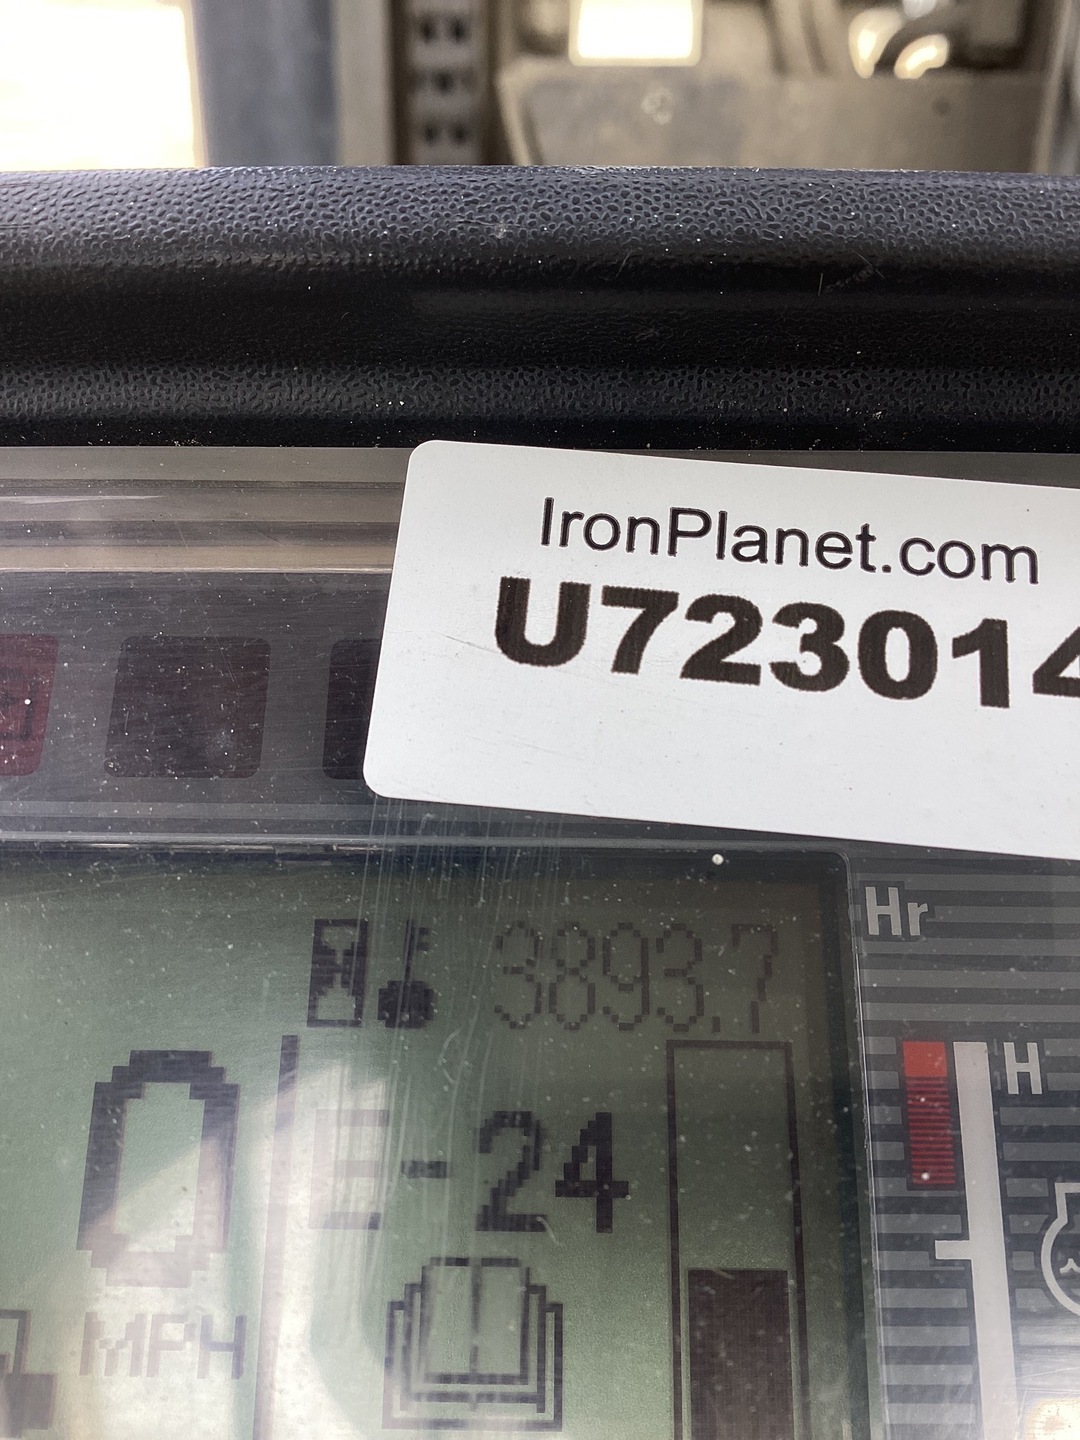 IronPlanet.com
U723014
Hr
3893.7
H
0
E-24
MPH